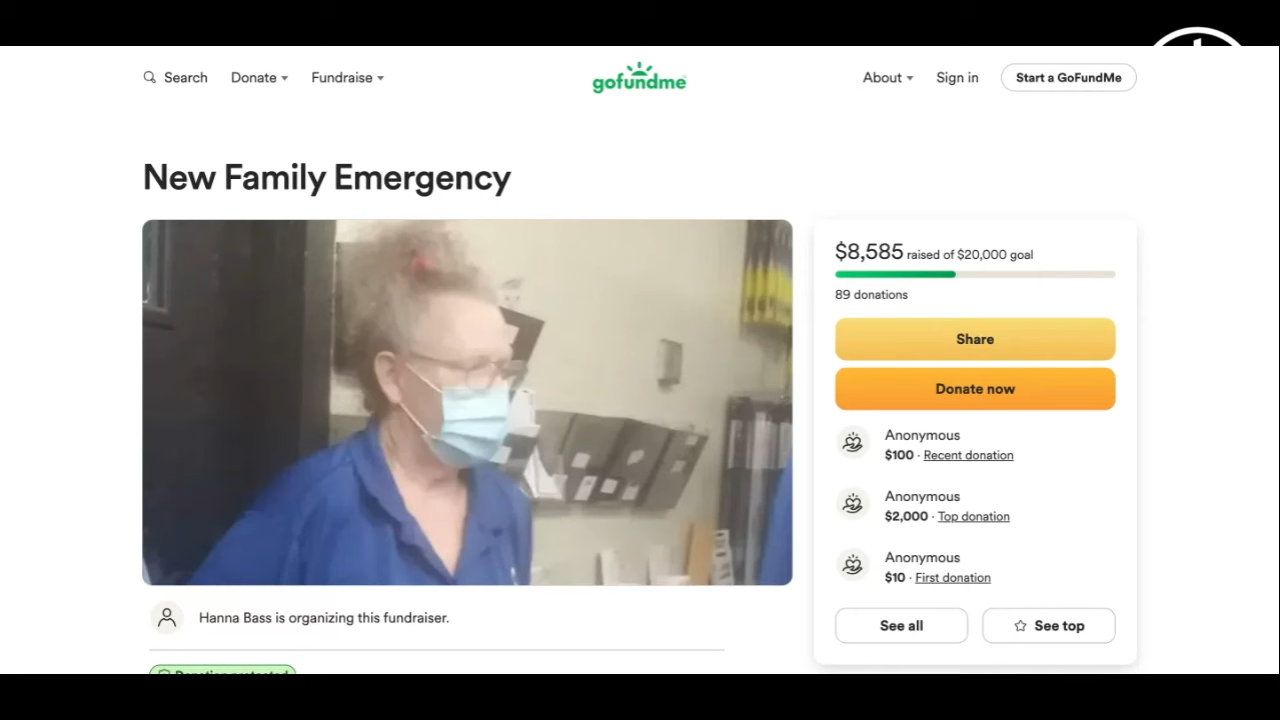 Search Donate Fundraise gofundme About Sign in Start a GoFundMe
New Family Emergency
$8,585 raised of $20,000 goal
89 donations
Share
Donate now
Anonymous
$100 · Recent donation
Anonymous
$2,000 · Top donation
Anonymous
$10 · First donation
See all See top
Hanna Bass is organizing this fundraiser.
Donation protected